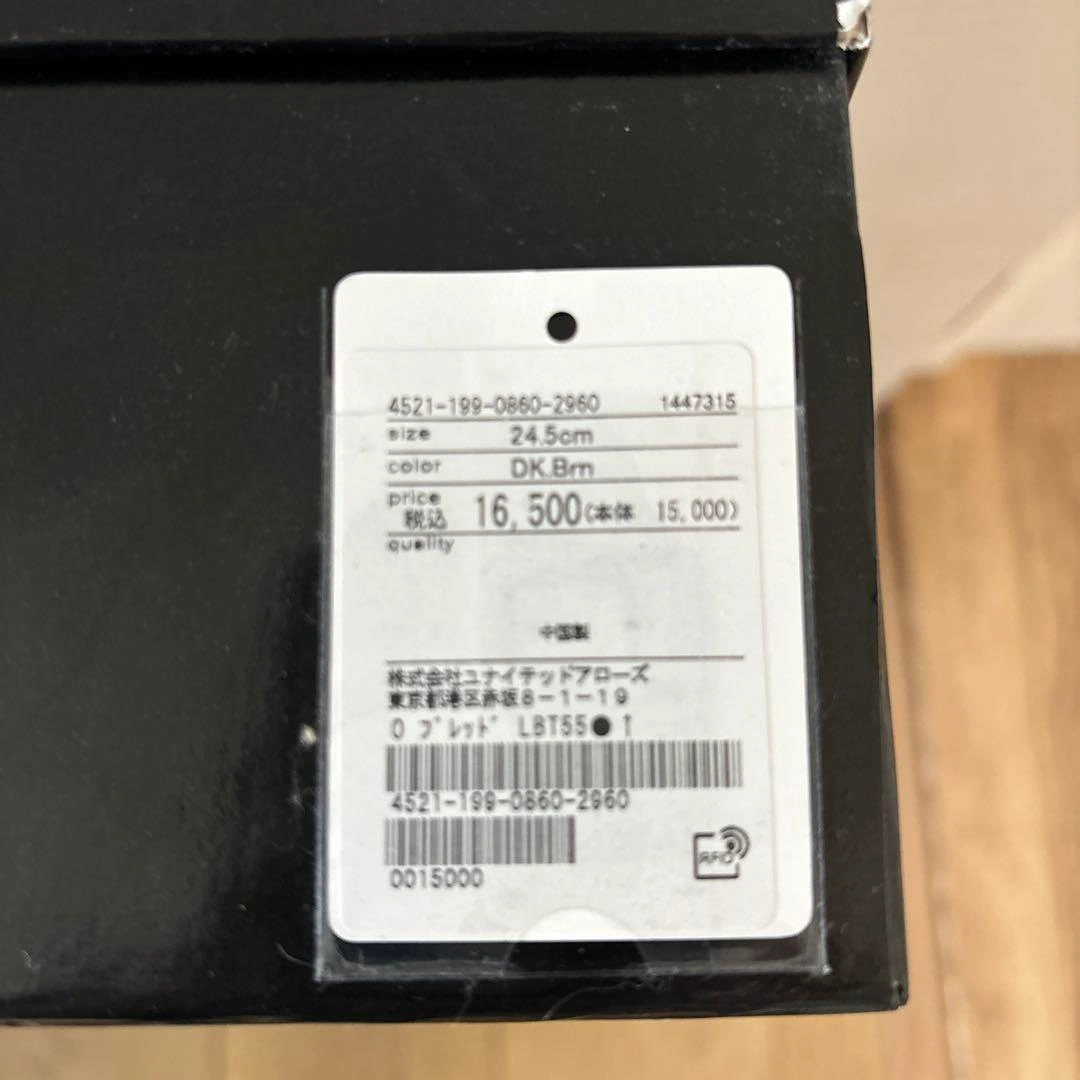 4521-199-0860-2960 1447315
size 24.5cm
color DK.Brn
price
税込 16,500(本体 15,000)
quality
中国製
株式会社ユナイテッドアローズ
東京都港区赤坂8-1-19
O ブレッド LBT55●↑
4521-199-0860-2960
0015000
RFID